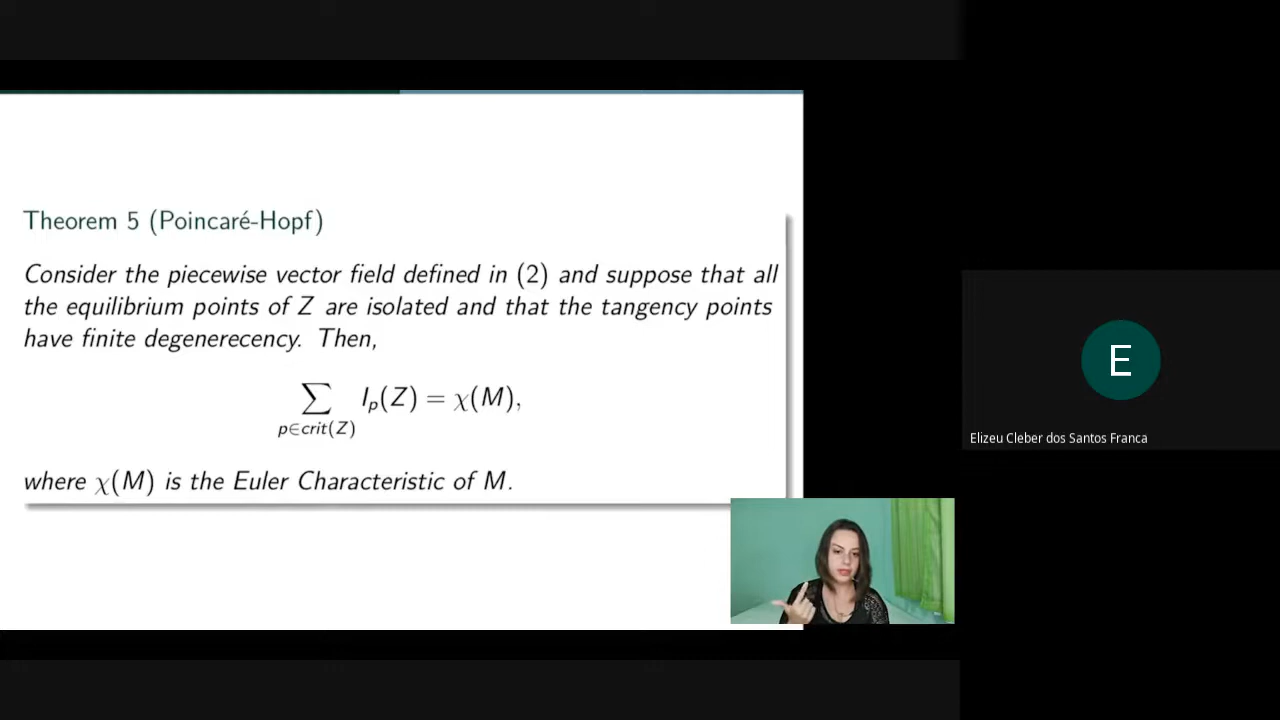 Theorem 5 (Poincaré-Hopf)
Consider the piecewise vector field defined in (2) and suppose that all
the equilibrium points of Z are isolated and that the tangency points
have finite degenerecency. Then,
∑ I_p(Z) = χ(M),
p∈crit(Z)
where χ(M) is the Euler Characteristic of M.
E
Elizeu Cleber dos Santos Franca